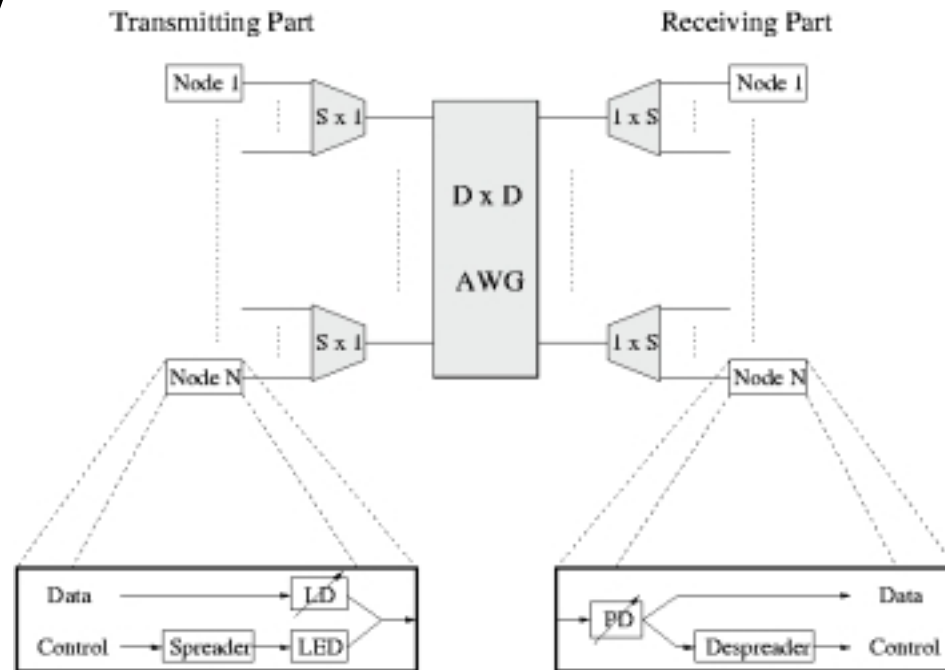 Transmitting Part Receiving Part
Node 1 Node 1
S x 1 1 x S
D x D
AWG
S x 1 1 x S
Node N Node N
Data LD PD Data
Control Spreader LED Despreader Control